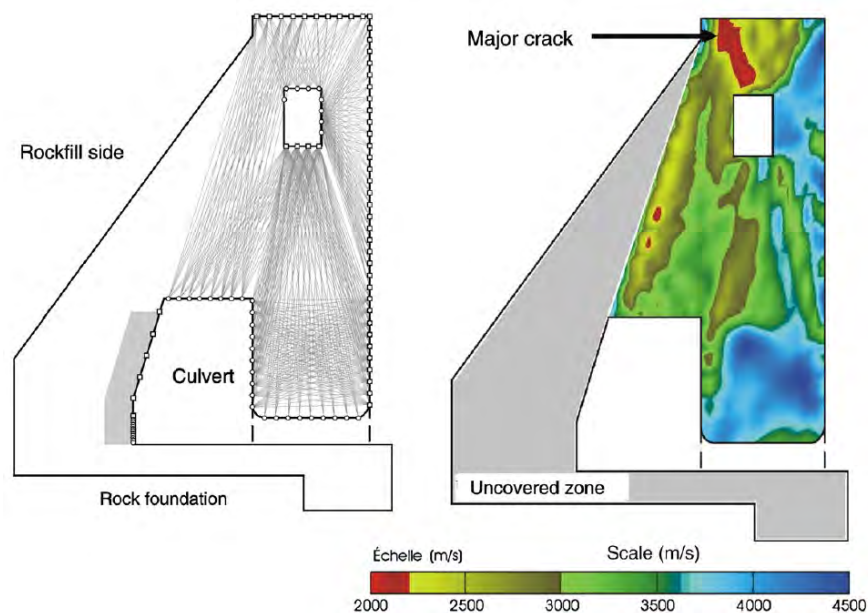 Major crack
Rockfill side
Culvert
Rock foundation
Uncovered zone
Échelle (m/s) Scale (m/s)
2000 2500 3000 3500 4000 4500